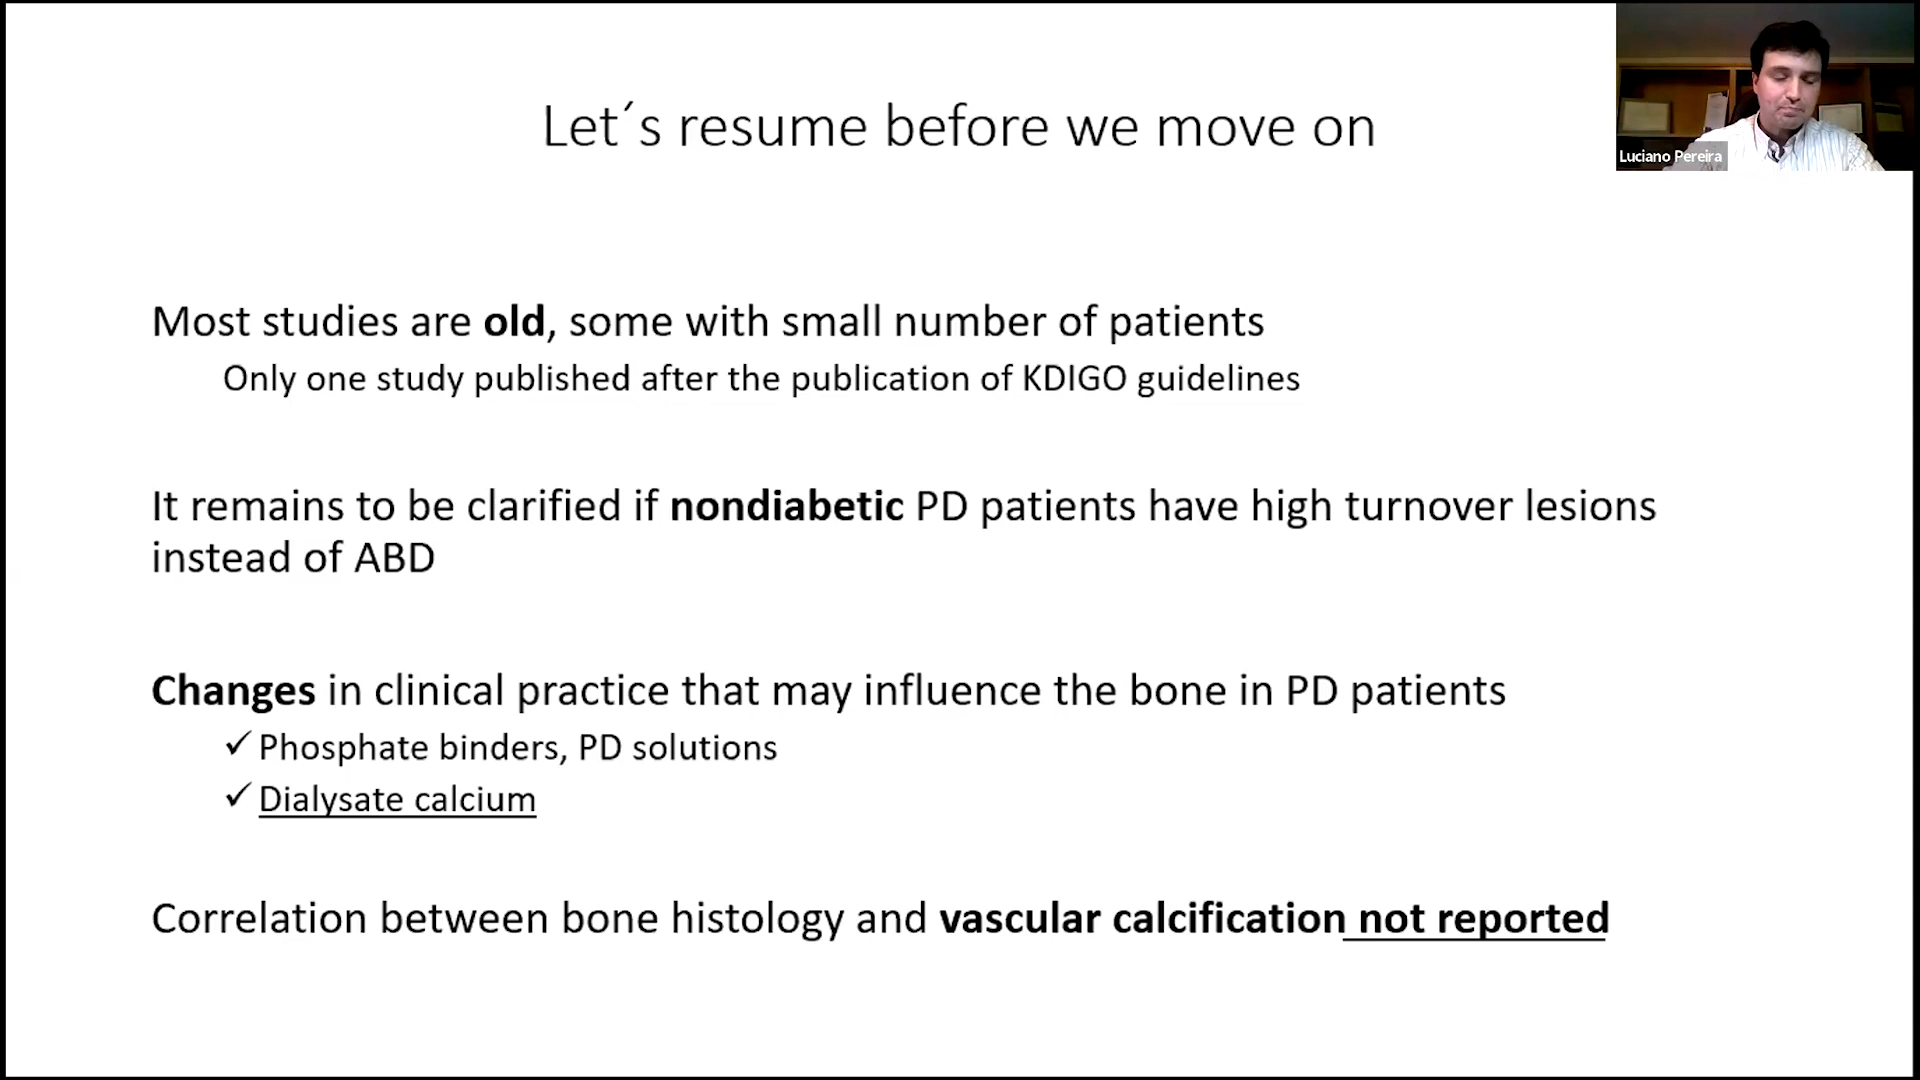 Let´s resume before we move on
Luciano Pereira
Most studies are old, some with small number of patients
Only one study published after the publication of KDIGO guidelines
It remains to be clarified if nondiabetic PD patients have high turnover lesions
instead of ABD
Changes in clinical practice that may influence the bone in PD patients
✓ Phosphate binders, PD solutions
✓ Dialysate calcium
Correlation between bone histology and vascular calcification not reported